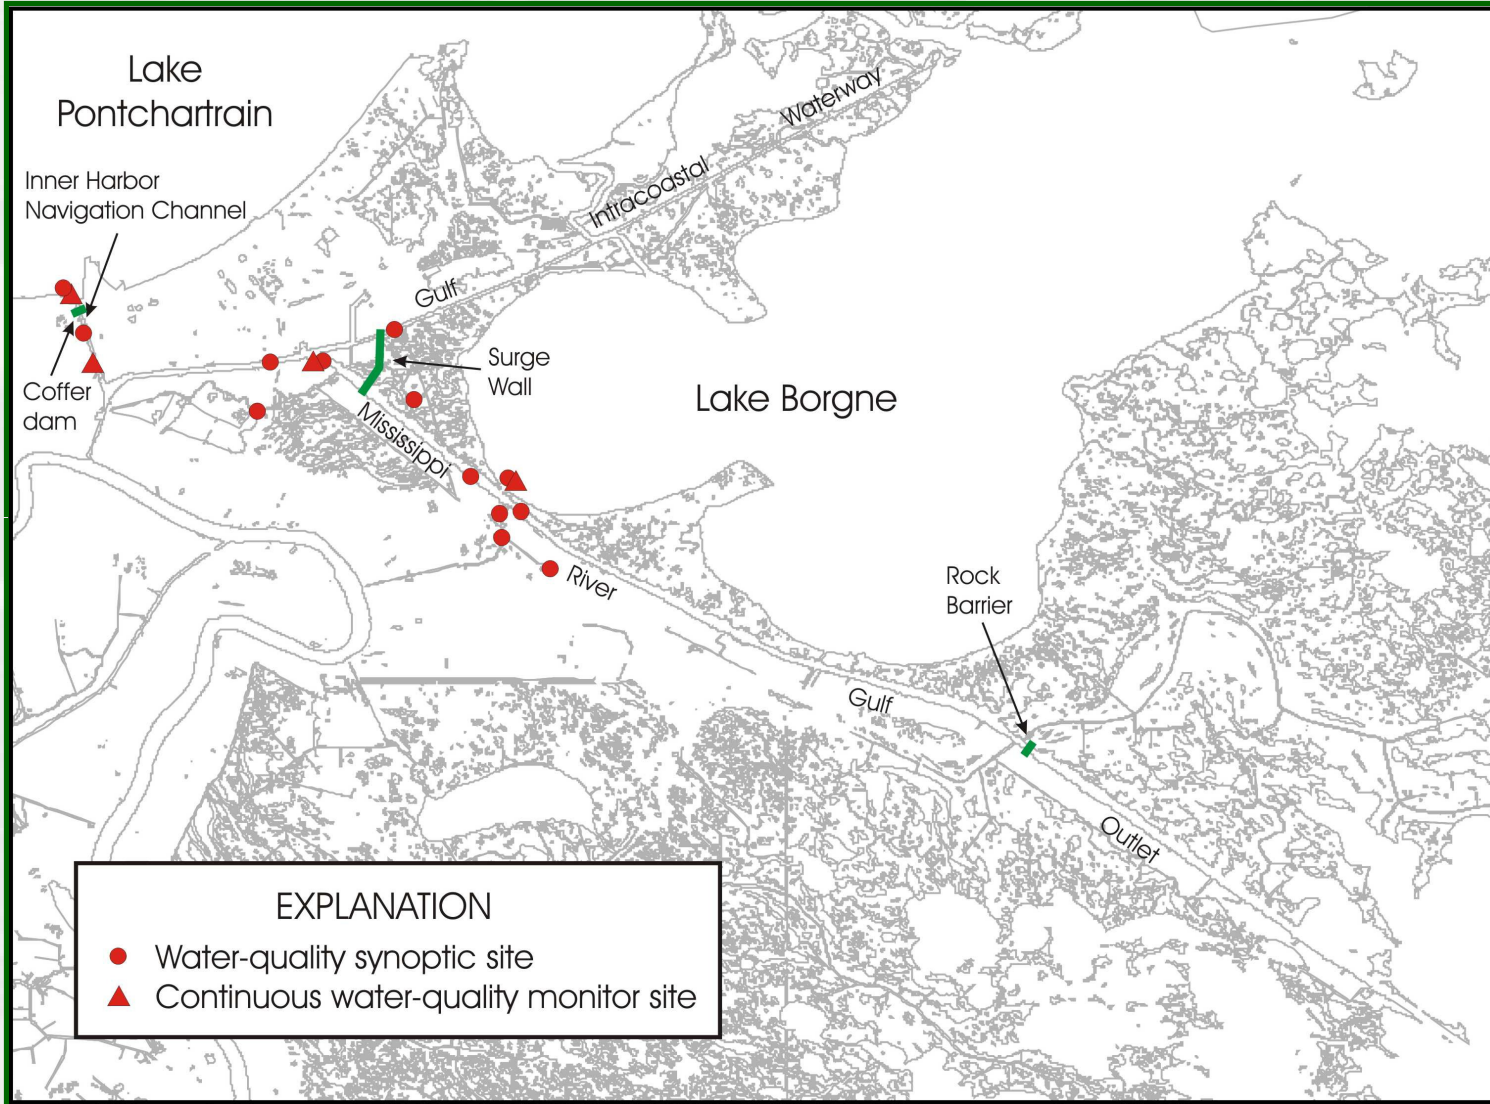 Lake
Pontchartrain
Inner Harbor
Navigation Channel
Waterway
Intracoastal
Gulf
Surge
Wall
Coffer
dam
Lake Borgne
Mississippi
River
Rock
Barrier
Gulf
Outlet
EXPLANATION
Water-quality synoptic site
Continuous water-quality monitor site